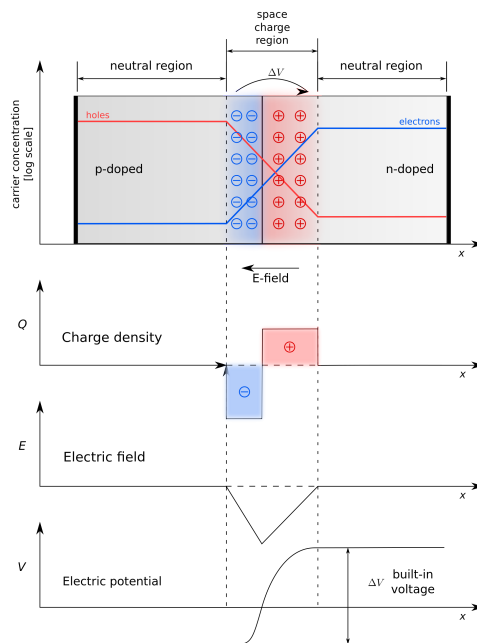 space
charge
region
neutral region
neutral region
ΔV
carrier concentration
[log scale]
holes
electrons
p-doped
n-doped
x
E-field
Q
Charge density
x
E
Electric field
x
V
Electric potential
ΔV
built-in
voltage